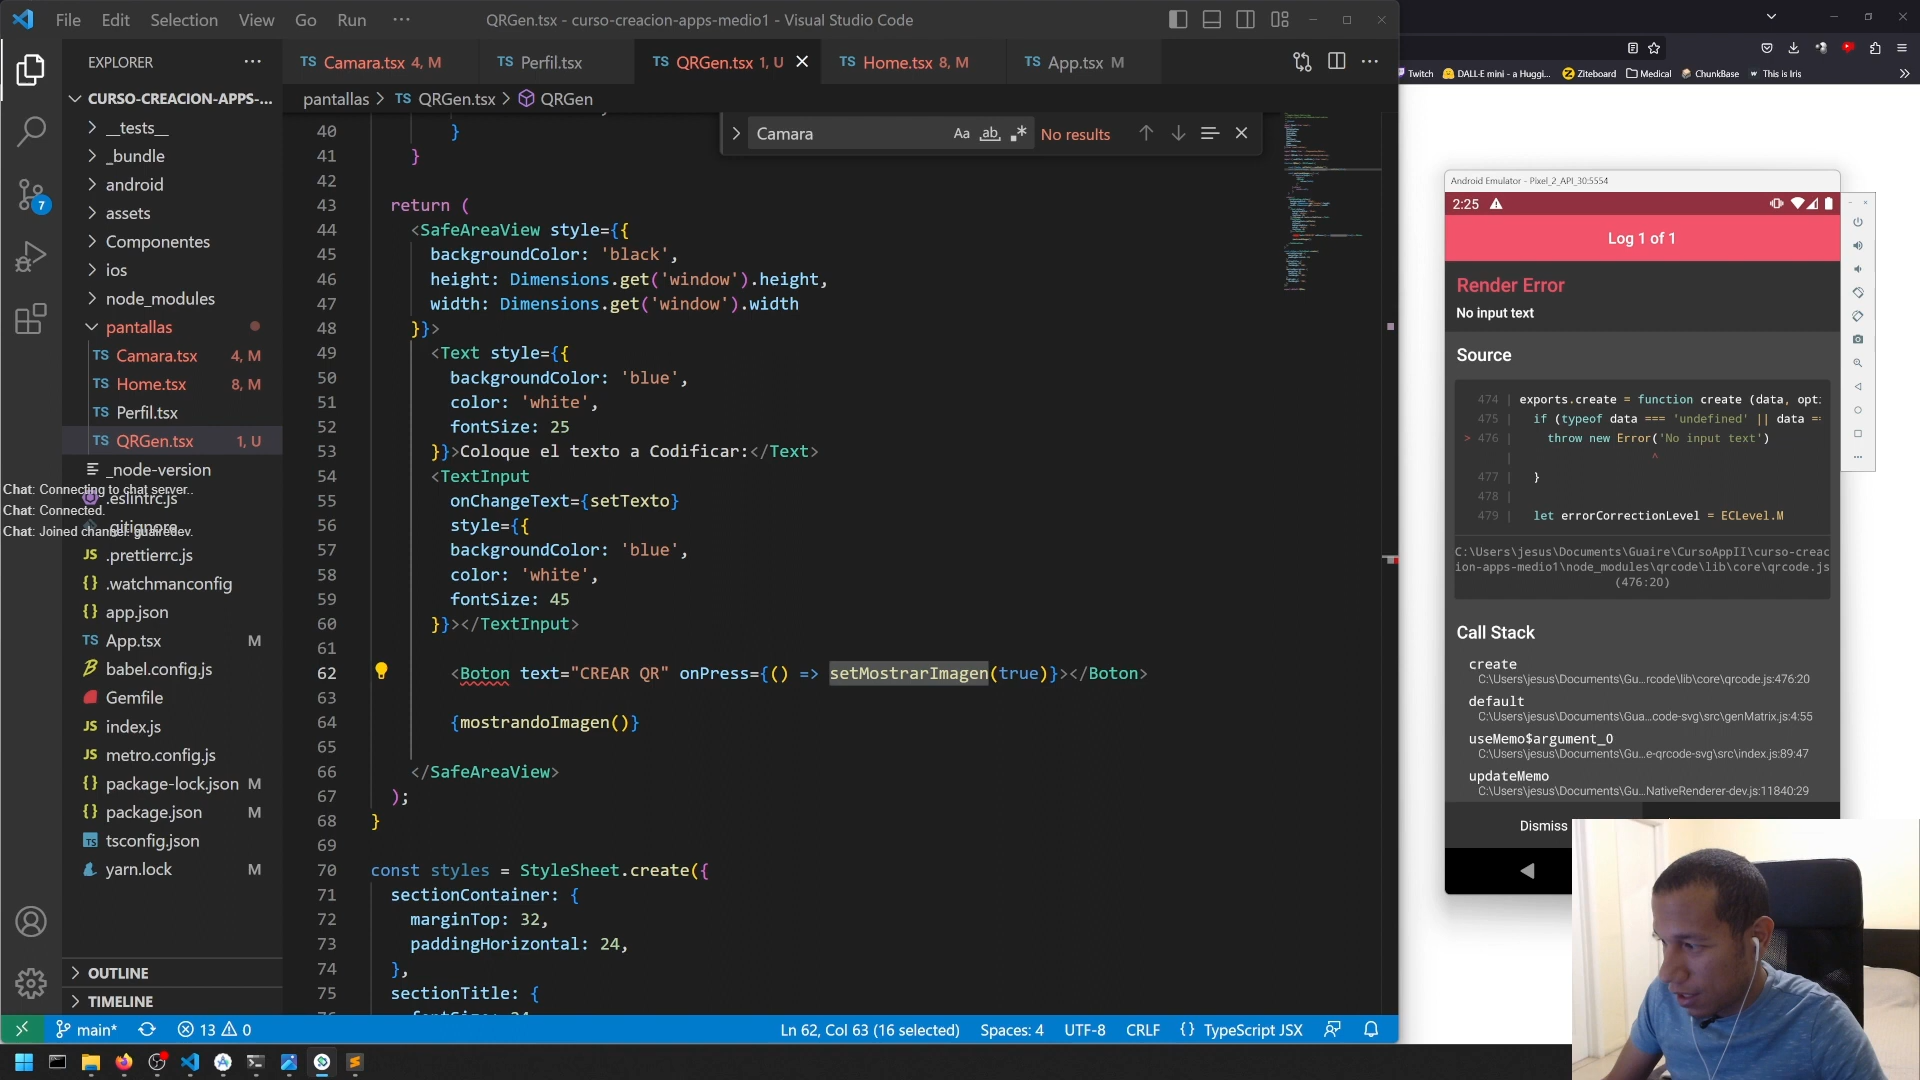 File Edit Selection View Go Run ···
QRGen.tsx - curso-creacion-apps-medio1 - Visual Studio Code
EXPLORER
TS Camara.tsx 4, M
TS Perfil.tsx
TS QRGen.tsx 1, U
TS Home.tsx 8, M
TS App.tsx M
pantallas > TS QRGen.tsx > QRGen
Camara
Aa ab No results
CURSO-CREACION-APPS-...
__tests__
_bundle
android
assets
Componentes
ios
node_modules
pantallas
TS Camara.tsx 4, M
TS Home.tsx 8, M
TS Perfil.tsx
TS QRGen.tsx 1, U
_node-version
.eslintrc.js
.gitignore
JS .prettierrc.js
{} .watchmanconfig
{} app.json
TS App.tsx M
babel.config.js
Gemfile
JS index.js
JS metro.config.js
{} package-lock.json M
{} package.json M
tsconfig.json
yarn.lock M
OUTLINE
TIMELINE
Chat: Connecting to chat server..
Chat: Connected.
Chat: Joined channel: guairedev.
7
40 }
41 }
42
43 return (
44 <SafeAreaView style={{
45 backgroundColor: 'black',
46 height: Dimensions.get('window').height,
47 width: Dimensions.get('window').width
48 }}>
49 <Text style={{
50 backgroundColor: 'blue',
51 color: 'white',
52 fontSize: 25
53 }}>Coloque el texto a Codificar:</Text>
54 <TextInput
55 onChangeText={setTexto}
56 style={{
57 backgroundColor: 'blue',
58 color: 'white',
59 fontSize: 45
60 }}></TextInput>
61
62 <Boton text="CREAR QR" onPress={() => setMostrarImagen(true)}></Boton>
63
64 {mostrandoImagen()}
65
66 </SafeAreaView>
67 );
68 }
69
70 const styles = StyleSheet.create({
71 sectionContainer: {
72 marginTop: 32,
73 paddingHorizontal: 24,
74 },
75 sectionTitle: {
main* 13 0
Ln 62, Col 63 (16 selected) Spaces: 4 UTF-8 CRLF {} TypeScript JSX
Twitch DALL·E mini - a Huggi... Ziteboard Medical ChunkBase This is Iris
Android Emulator - Pixel_2_API_30:5554
2:25
Log 1 of 1
Render Error
No input text
Source
474 | exports.create = function create (data, opti
475 | if (typeof data === 'undefined' || data ==
> 476 | throw new Error('No input text')
| ^
477 | }
478 |
479 | let errorCorrectionLevel = ECLevel.M
C:\Users\jesus\Documents\Guaire\CursoAppII\curso-creac
ion-apps-medio1\node_modules\qrcode\lib\core\qrcode.js
(476:20)
Call Stack
create
C:\Users\jesus\Documents\Gu...rcode\lib\core\qrcode.js:476:20
default
C:\Users\jesus\Documents\Gua...code-svg\src\genMatrix.js:4:55
useMemo$argument_0
C:\Users\jesus\Documents\Gu...e-qrcode-svg\src\index.js:89:47
updateMemo
C:\Users\jesus\Documents\Gu...NativeRenderer-dev.js:11840:29
Dismiss